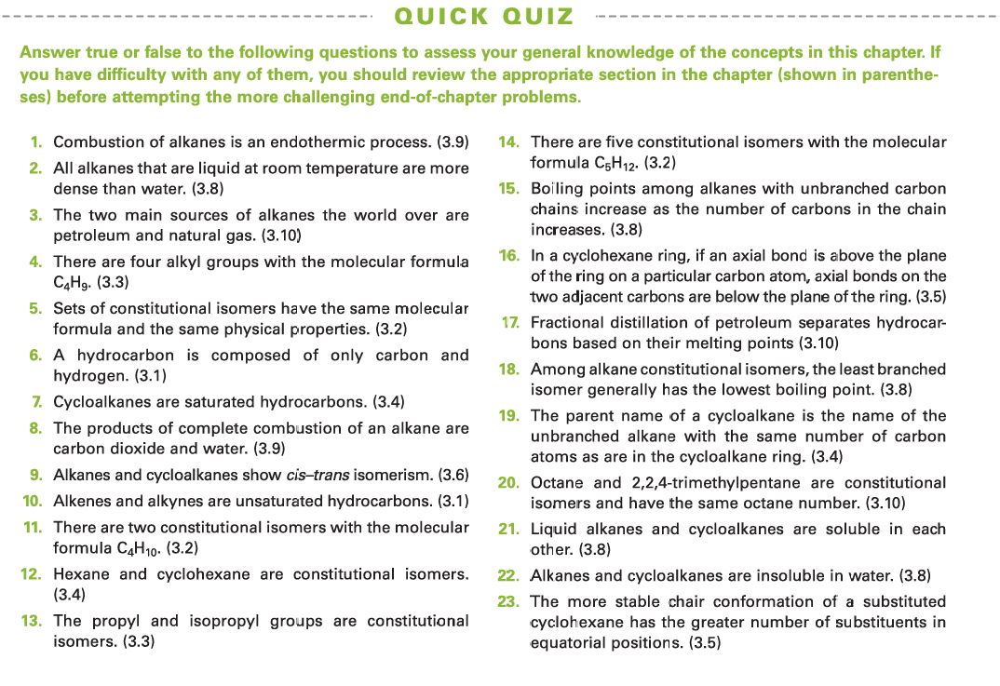 QUICK QUIZ
Answer true or false to the following questions to assess your general knowledge of the concepts in this chapter. If
you have difficulty with any of them, you should review the appropriate section in the chapter (shown in parenthe-
ses) before attempting the more challenging end-of-chapter problems.
1. Combustion of alkanes is an endothermic process. (3.9)
2. All alkanes that are liquid at room temperature are more
dense than water. (3.8)
3. The two main sources of alkanes the world over are
petroleum and natural gas. (3.10)
4. There are four alkyl groups with the molecular formula
C₄H₉. (3.3)
5. Sets of constitutional isomers have the same molecular
formula and the same physical properties. (3.2)
6. A hydrocarbon is composed of only carbon and
hydrogen. (3.1)
7. Cycloalkanes are saturated hydrocarbons. (3.4)
8. The products of complete combustion of an alkane are
carbon dioxide and water. (3.9)
9. Alkanes and cycloalkanes show cis–trans isomerism. (3.6)
10. Alkenes and alkynes are unsaturated hydrocarbons. (3.1)
11. There are two constitutional isomers with the molecular
formula C₄H₁₀. (3.2)
12. Hexane and cyclohexane are constitutional isomers.
(3.4)
13. The propyl and isopropyl groups are constitutional
isomers. (3.3)
14. There are five constitutional isomers with the molecular
formula C₅H₁₂. (3.2)
15. Boiling points among alkanes with unbranched carbon
chains increase as the number of carbons in the chain
increases. (3.8)
16. In a cyclohexane ring, if an axial bond is above the plane
of the ring on a particular carbon atom, axial bonds on the
two adjacent carbons are below the plane of the ring. (3.5)
17. Fractional distillation of petroleum separates hydrocar-
bons based on their melting points (3.10)
18. Among alkane constitutional isomers, the least branched
isomer generally has the lowest boiling point. (3.8)
19. The parent name of a cycloalkane is the name of the
unbranched alkane with the same number of carbon
atoms as are in the cycloalkane ring. (3.4)
20. Octane and 2,2,4-trimethylpentane are constitutional
isomers and have the same octane number. (3.10)
21. Liquid alkanes and cycloalkanes are soluble in each
other. (3.8)
22. Alkanes and cycloalkanes are insoluble in water. (3.8)
23. The more stable chair conformation of a substituted
cyclohexane has the greater number of substituents in
equatorial positions. (3.5)